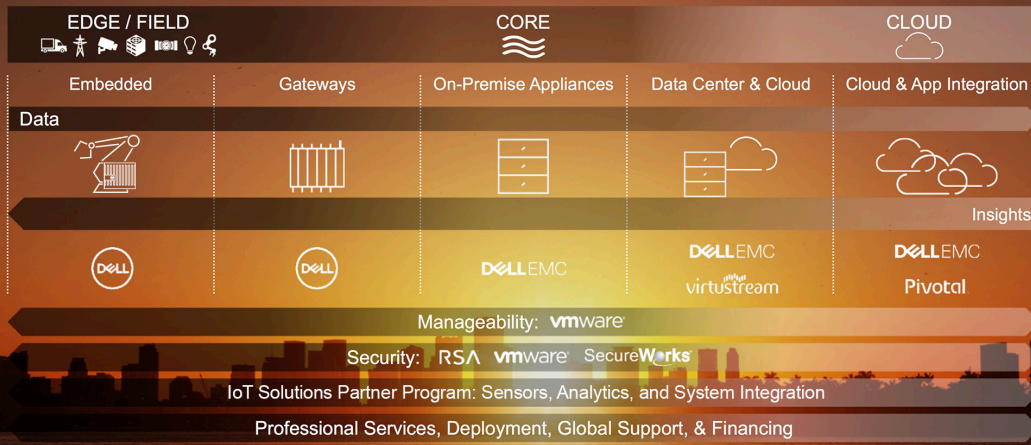 EDGE / FIELD
CORE
CLOUD
Embedded
Gateways
On-Premise Appliances
Data Center & Cloud
Cloud & App Integration
Data
Insights
DELL
DELL
DELLEMC
DELLEMC
virtustream
DELLEMC
Pivotal
Manageability: vmware
Security: RSA vmware SecureWorks
IoT Solutions Partner Program: Sensors, Analytics, and System Integration
Professional Services, Deployment, Global Support, & Financing